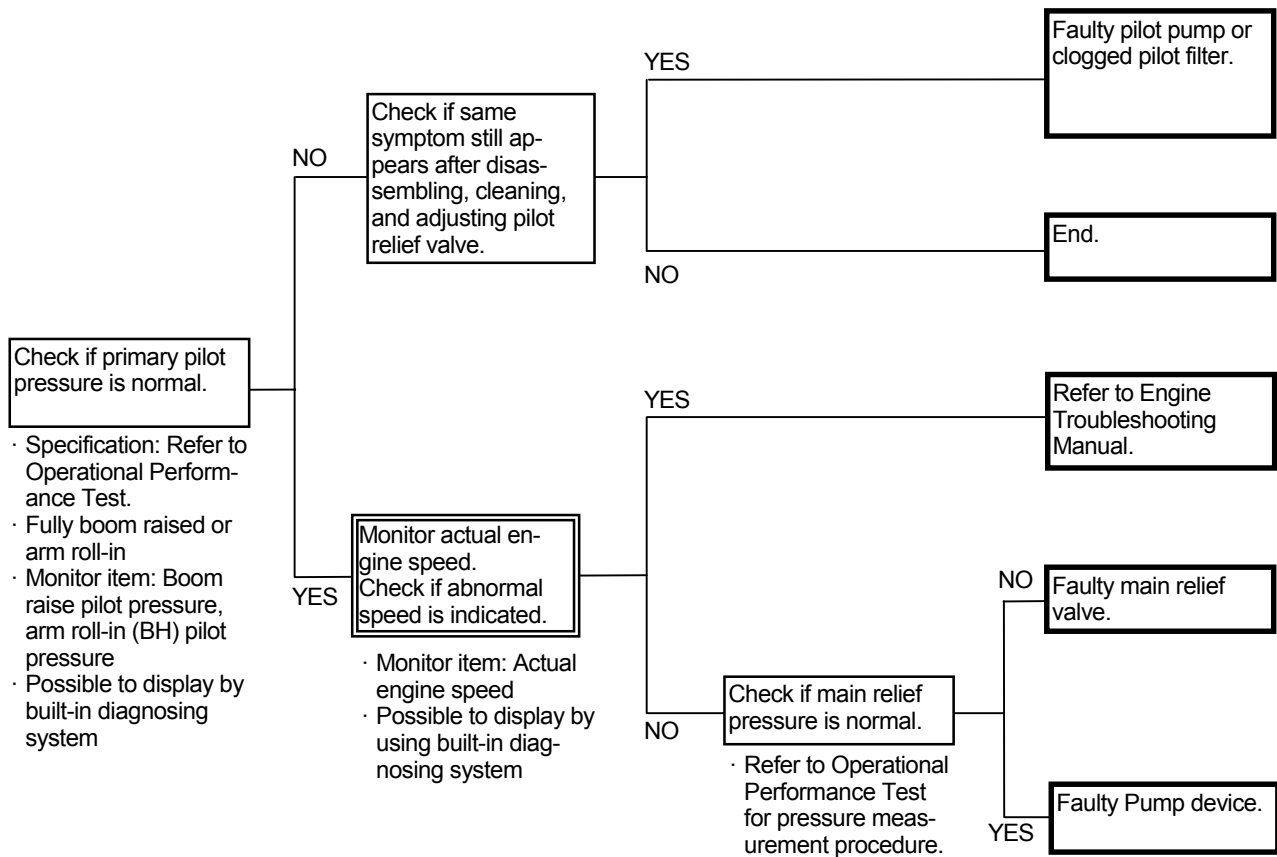 Faulty pilot pump or
clogged pilot filter.
YES
Check if same
symptom still ap-
pears after disas-
sembling, cleaning,
and adjusting pilot
relief valve.
NO
End.
NO
Check if primary pilot
pressure is normal.
· Specification: Refer to
Operational Perform-
ance Test.
· Fully boom raised or
arm roll-in
· Monitor item: Boom
raise pilot pressure,
arm roll-in (BH) pilot
pressure
· Possible to display by
built-in diagnosing
system
YES
Monitor actual en-
gine speed.
Check if abnormal
speed is indicated.
· Monitor item: Actual
engine speed
· Possible to display by
using built-in diag-
nosing system
YES
Refer to Engine
Troubleshooting
Manual.
NO
Check if main relief
pressure is normal.
· Refer to Operational
Performance Test
for pressure meas-
urement procedure.
NO
Faulty main relief
valve.
YES
Faulty Pump device.